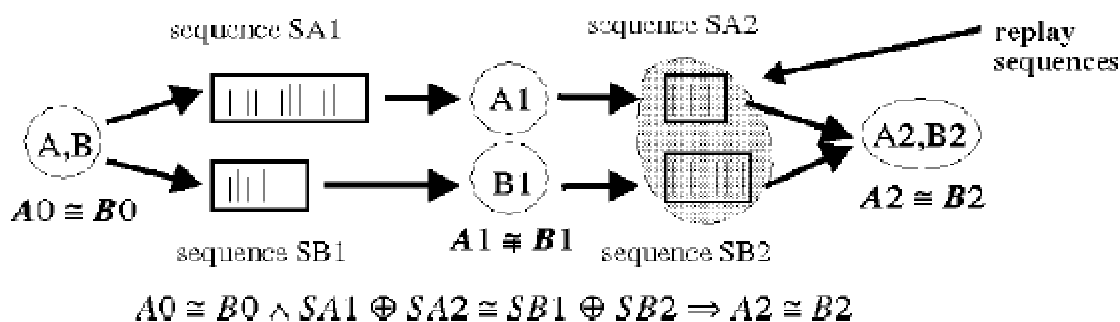 sequence SA1
sequence SA2
replay
sequences
A1
A,B
A2,B2
B1
A0 ≅ B0
A2 ≅ B2
A1 ≇ B1
sequence SB1
sequence SB2
A0 ≅ B0 ∧ SA1 ⊕ SA2 ≅ SB1 ⊕ SB2 ⇒ A2 ≅ B2